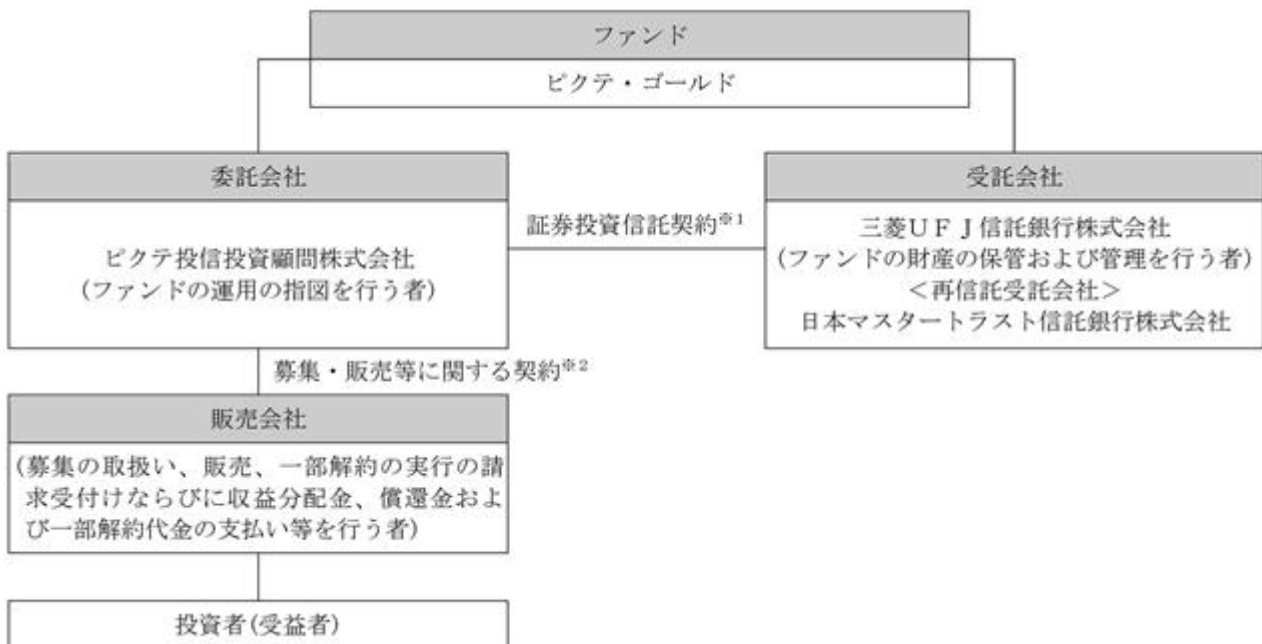 ファンド
ピクテ・ゴールド
委託会社
ピクテ投信投資顧問株式会社
(ファンドの運用の指図を行う者)
証券投資信託契約※1
受託会社
三菱UFJ信託銀行株式会社
(ファンドの財産の保管および管理を行う者)
<再信託受託会社>
日本マスタートラスト信託銀行株式会社
募集・販売等に関する契約※2
販売会社
(募集の取扱い、販売、一部解約の実行の請
求受付けならびに収益分配金、償還金およ
び一部解約代金の支払い等を行う者)
投資者(受益者)